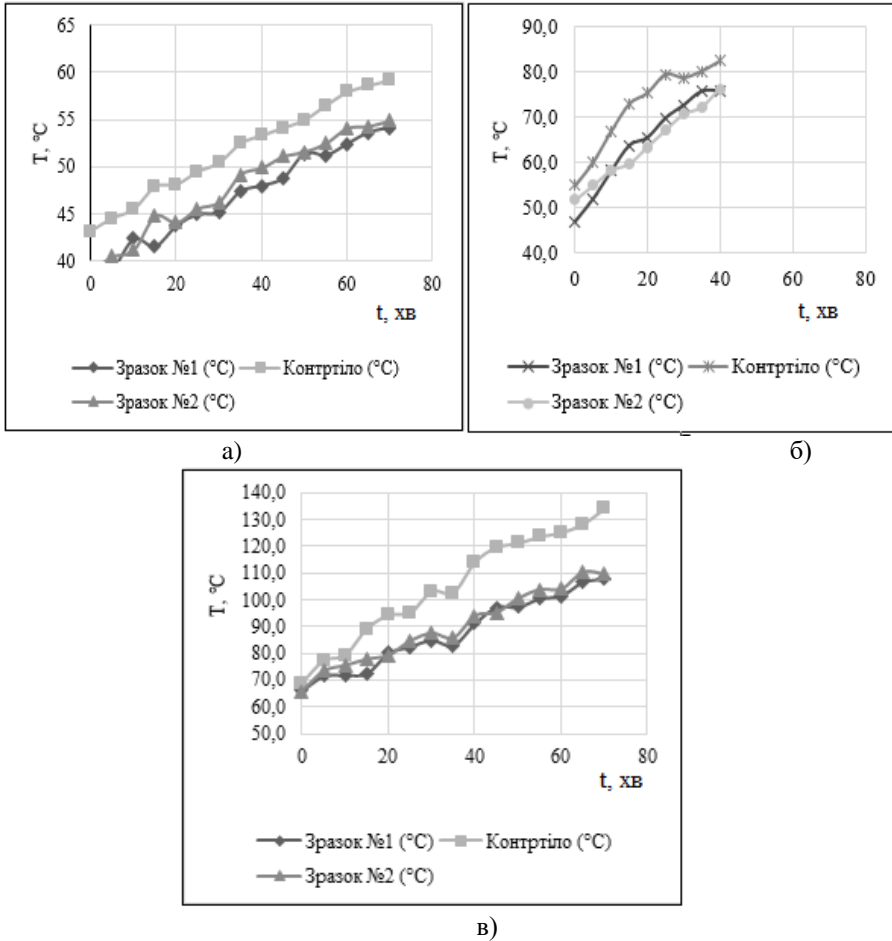 65
60
55
50
45
40
T, °C
0 20 40 60 80
t, хв
Зразок №1 (°C) Контртіло (°C)
Зразок №2 (°C)
а)
90,0
80,0
70,0
60,0
50,0
40,0
T, °C
0 20 40 60 80
t, хв
Зразок №1 (°C) Контртіло (°C)
Зразок №2 (°C)
б)
140,0
130,0
120,0
110,0
100,0
90,0
80,0
70,0
60,0
50,0
T, °C
0 20 40 60 80
t, хв
Зразок №1 (°C) Контртіло (°C)
Зразок №2 (°C)
в)